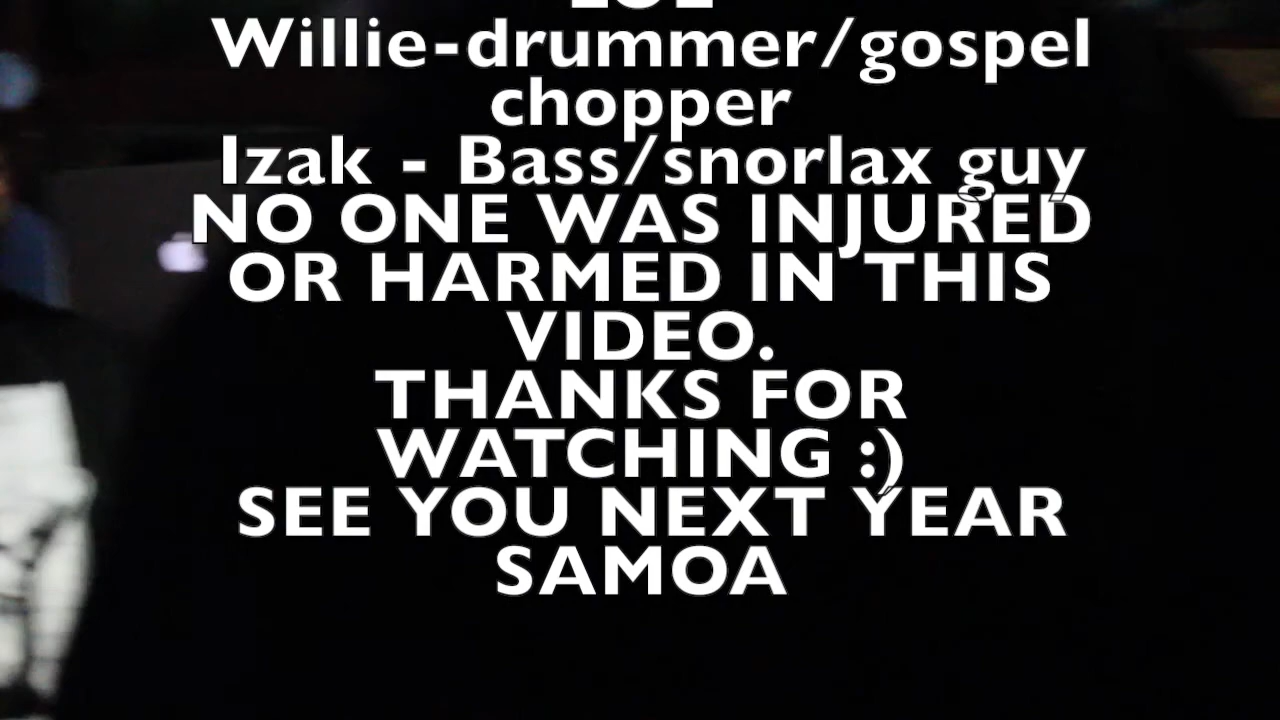 Willie-drummer/gospel
chopper
Izak - Bass/snorlax guy
NO ONE WAS INJURED
OR HARMED IN THIS
VIDEO.
THANKS FOR
WATCHING :)
SEE YOU NEXT YEAR
SAMOA